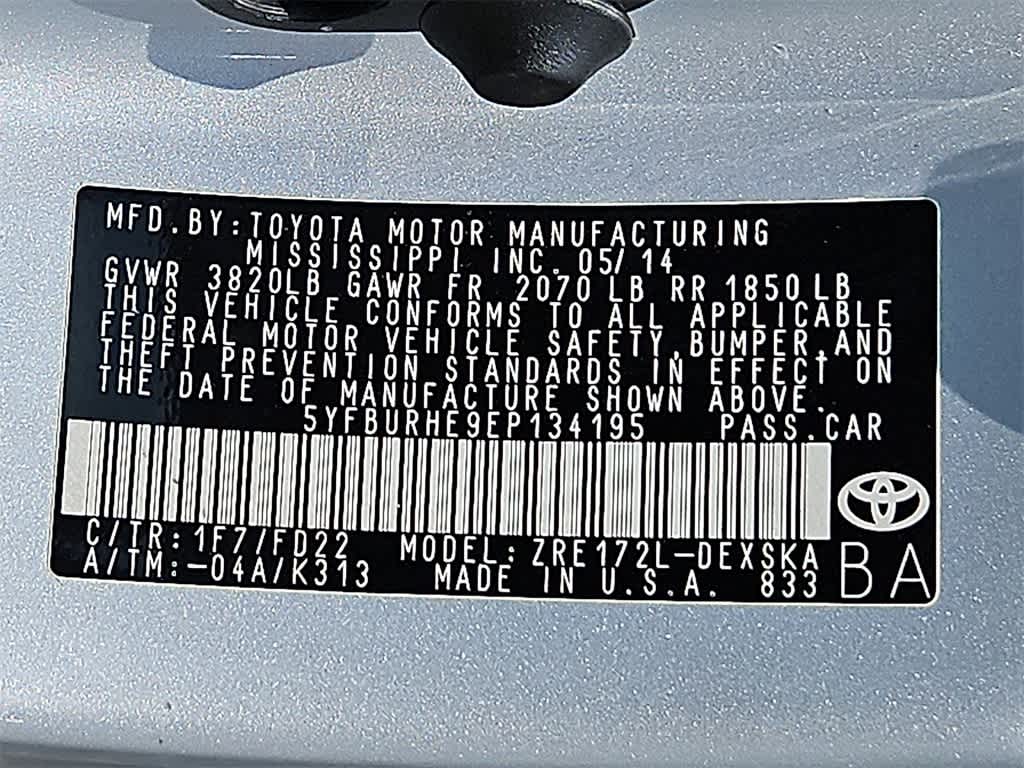 MFD. BY: TOYOTA MOTOR MANUFACTURING
MISSISSIPPI, INC. 05/14
GVWR 3820LB GAWR FR 2070 LB RR 1850 LB
THIS VEHICLE CONFORMS TO ALL APPLICABLE
FEDERAL MOTOR VEHICLE SAFETY, BUMPER, AND
THEFT PREVENTION STANDARDS IN EFFECT ON
THE DATE OF MANUFACTURE SHOWN ABOVE.
5YFBURHE9EP134195 PASS. CAR
C/TR: 1F7/FD22 MODEL: ZRE172L-DEXSKA
A/TM:-04A/K313 MADE IN U.S.A. 833
BA